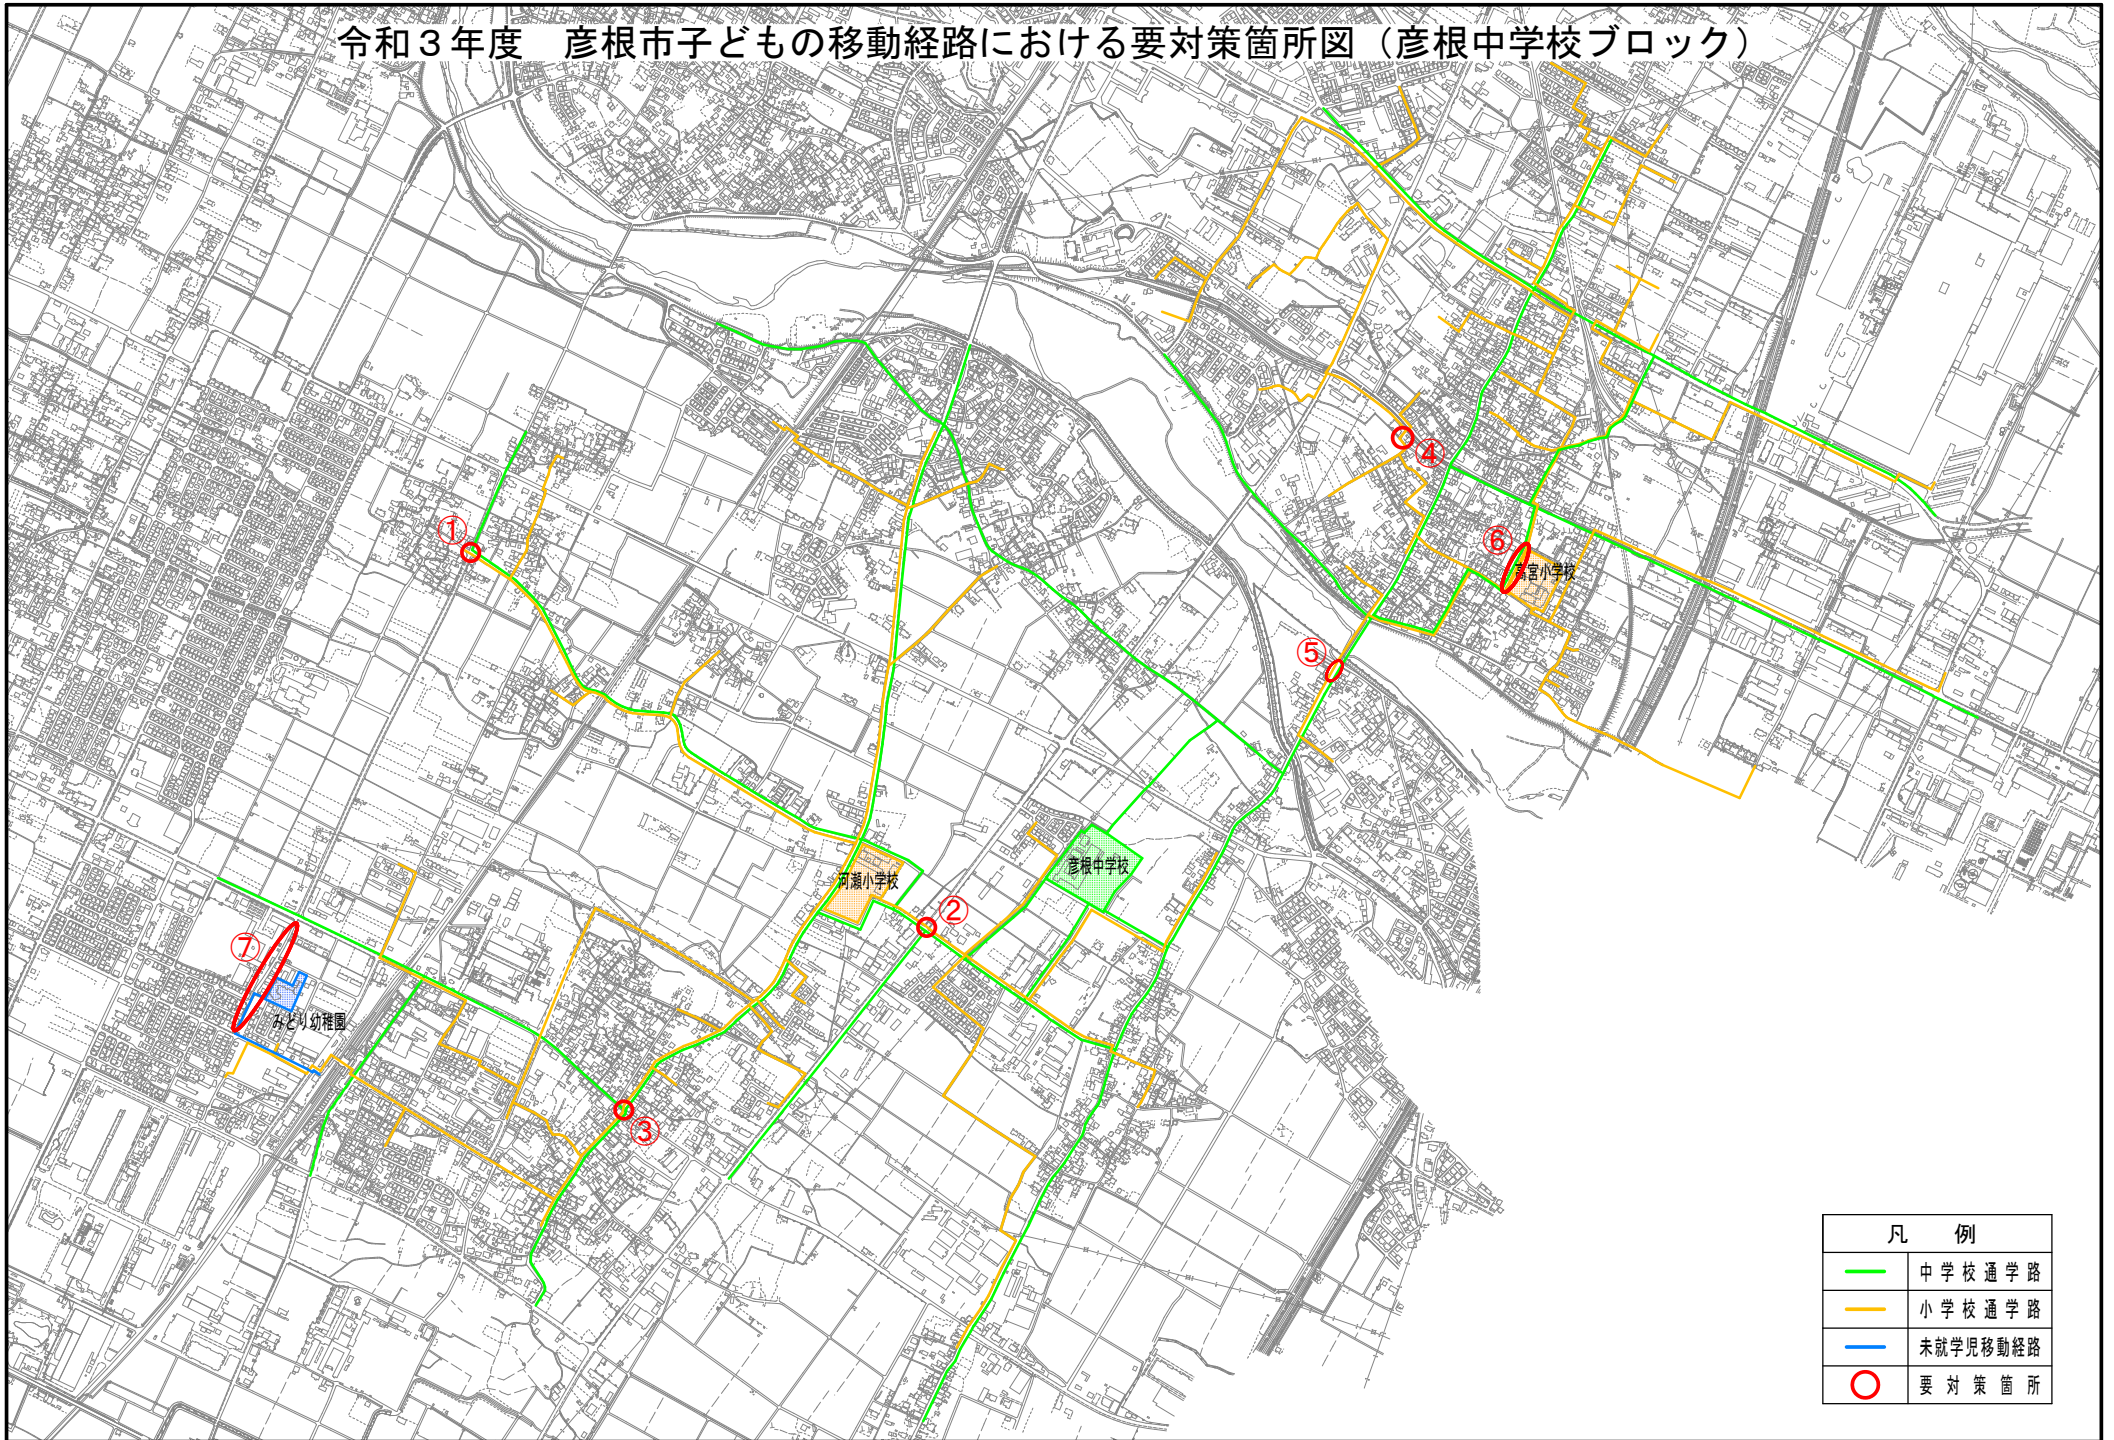 令和３年度　彦根市子どもの移動経路における要対策箇所図（彦根中学校ブロック）
④
①
⑥
高宮小学校
⑤
彦根中学校
河瀬小学校
②
⑦
みどり幼稚園
③
凡　例
中学校通学路
小学校通学路
未就学児移動経路
要対策箇所